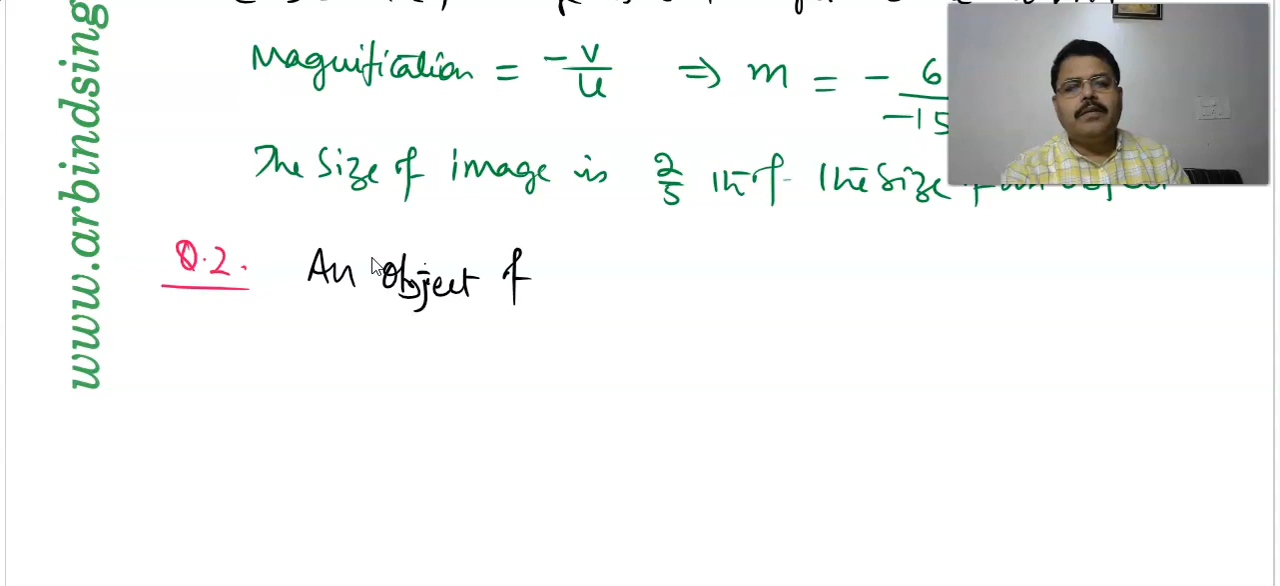 Magnification = -v/u ⇒ m = - 6/-15
The size of image is 2/5 th of the size
Q.2. An object of
www.arbindsing